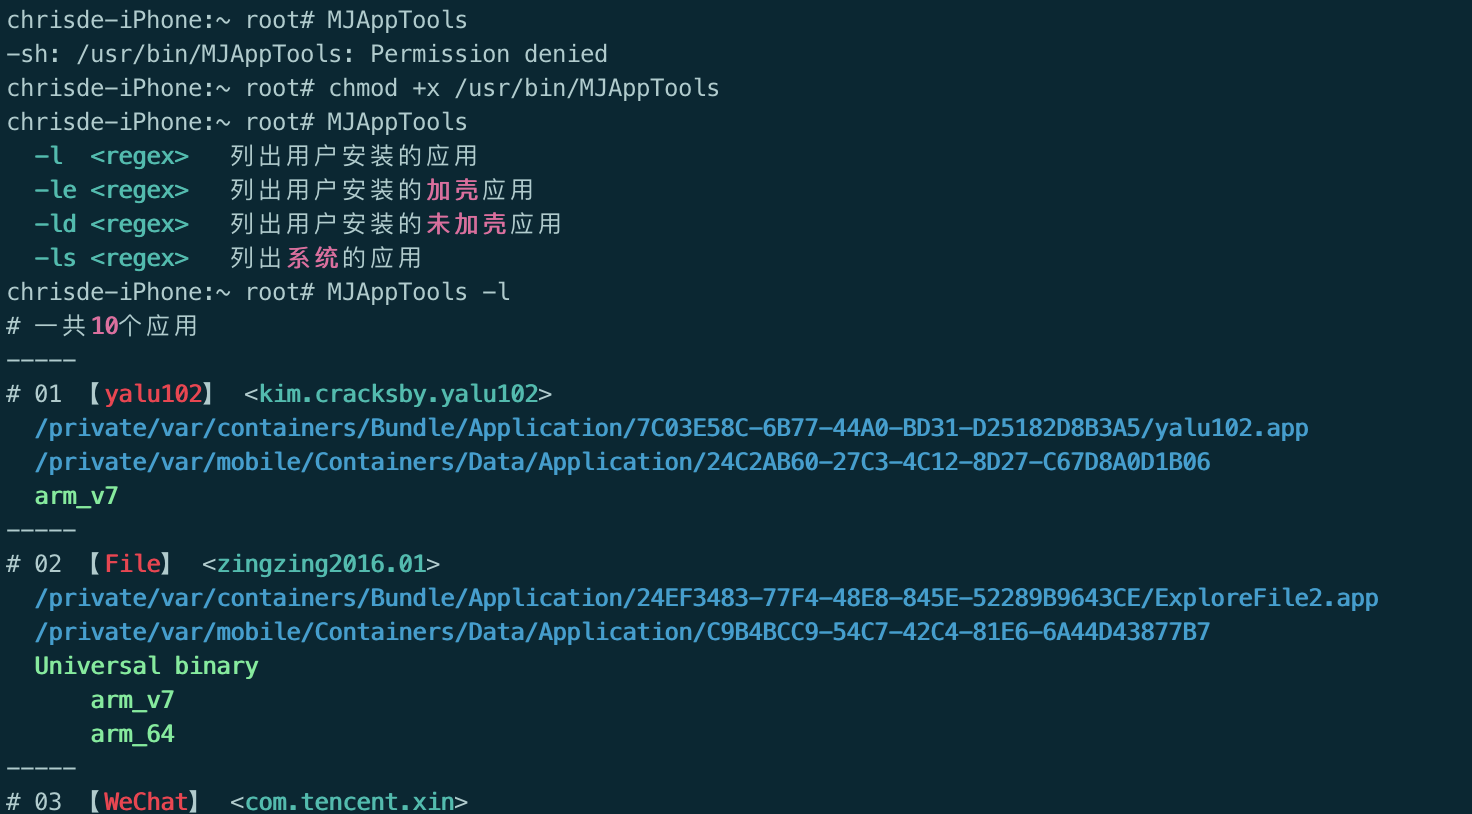 chrisde-iPhone:~ root# MJAppTools
-sh: /usr/bin/MJAppTools: Permission denied
chrisde-iPhone:~ root# chmod +x /usr/bin/MJAppTools
chrisde-iPhone:~ root# MJAppTools
  -l  <regex>   列出用户安装的应用
  -le <regex>   列出用户安装的加壳应用
  -ld <regex>   列出用户安装的未加壳应用
  -ls <regex>   列出系统的应用
chrisde-iPhone:~ root# MJAppTools -l
# 一共10个应用
-----
# 01 【yalu102】 <kim.cracksby.yalu102>
  /private/var/containers/Bundle/Application/7C03E58C-6B77-44A0-BD31-D25182D8B3A5/yalu102.app
  /private/var/mobile/Containers/Data/Application/24C2AB60-27C3-4C12-8D27-C67D8A0D1B06
  arm_v7
-----
# 02 【File】 <zingzing2016.01>
  /private/var/containers/Bundle/Application/24EF3483-77F4-48E8-845E-52289B9643CE/ExploreFile2.app
  /private/var/mobile/Containers/Data/Application/C9B4BCC9-54C7-42C4-81E6-6A44D43877B7
  Universal binary
      arm_v7
      arm_64
-----
# 03 【WeChat】 <com.tencent.xin>